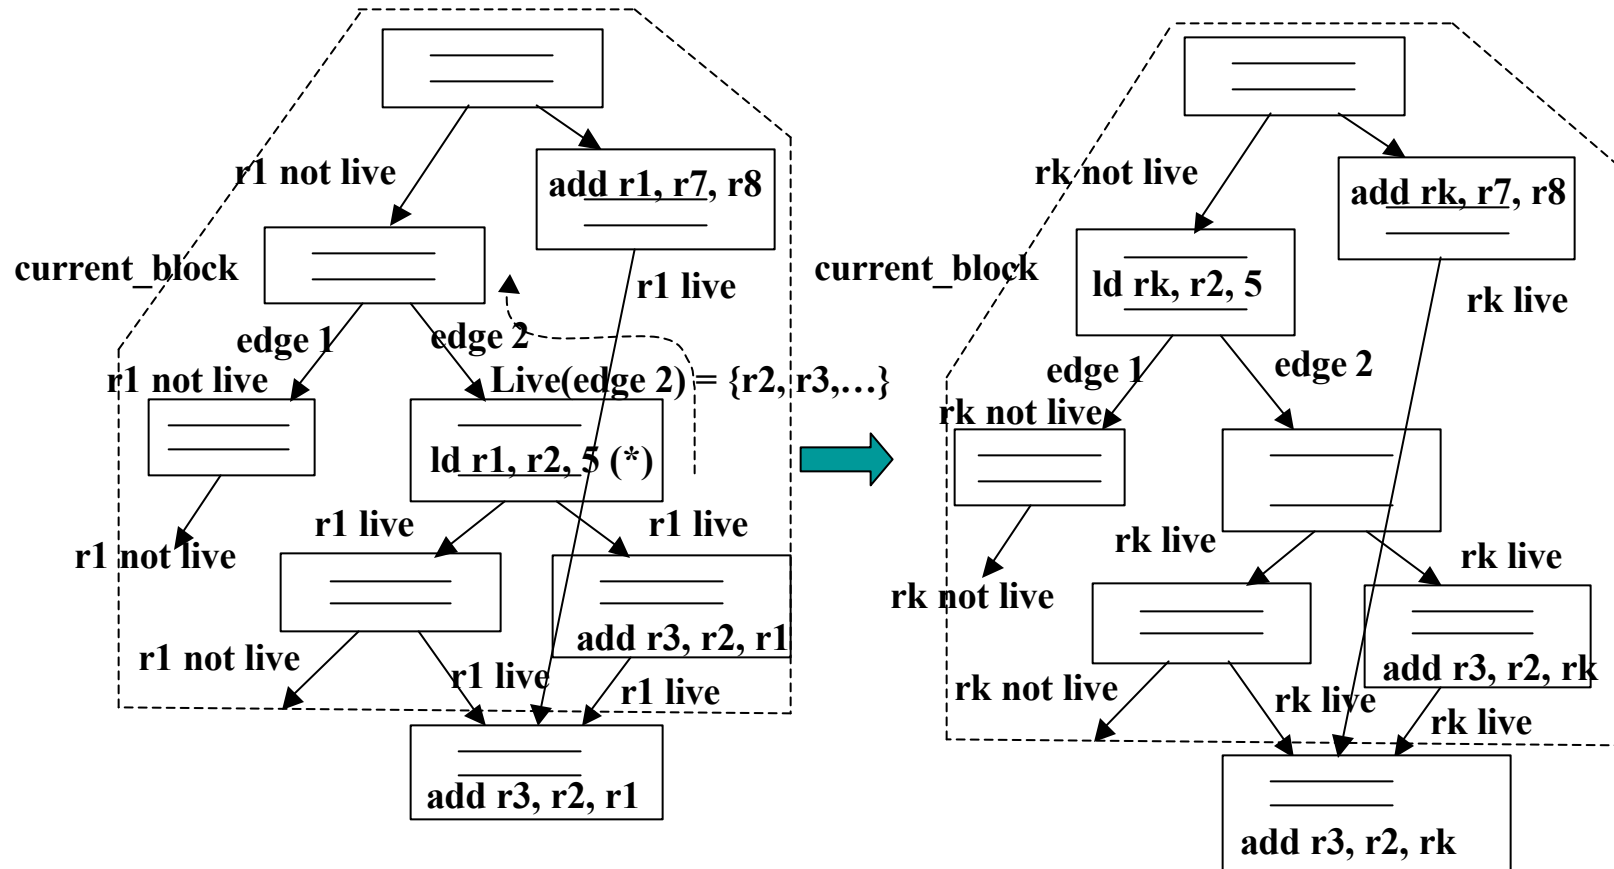 r1 not live
add r1, r7, r8
current_block
r1 live
edge 1
edge 2
r1 not live
Live(edge 2) = {r2, r3,…}
ld r1, r2, 5 (*)
r1 live
r1 live
r1 not live
add r3, r2, r1
r1 not live
r1 live
r1 live
add r3, r2, r1
rk not live
add rk, r7, r8
current_block
ld rk, r2, 5
rk live
edge 1
edge 2
rk not live
rk live
rk live
rk not live
add r3, r2, rk
rk not live
rk live
rk live
add r3, r2, rk